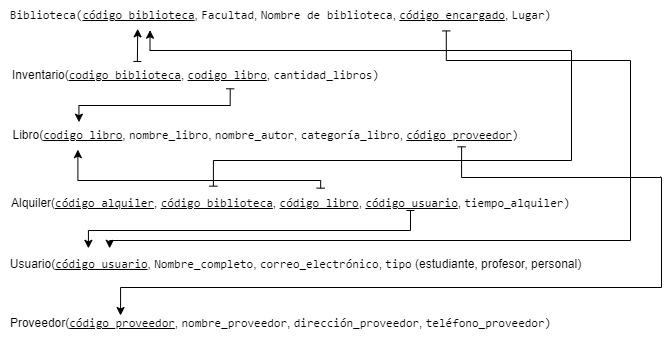 Biblioteca(código biblioteca, Facultad, Nombre de biblioteca, código encargado, Lugar)
Inventario(codigo biblioteca, codigo libro, cantidad_libros)
Libro(codigo libro, nombre_libro, nombre_autor, categoría_libro, código proveedor)
Alquiler(código alquiler, código biblioteca, código libro, código usuario, tiempo_alquiler)
Usuario(código usuario, Nombre_completo, correo_electrónico, tipo (estudiante, profesor, personal)
Proveedor(código proveedor, nombre_proveedor, dirección_proveedor, teléfono_proveedor)